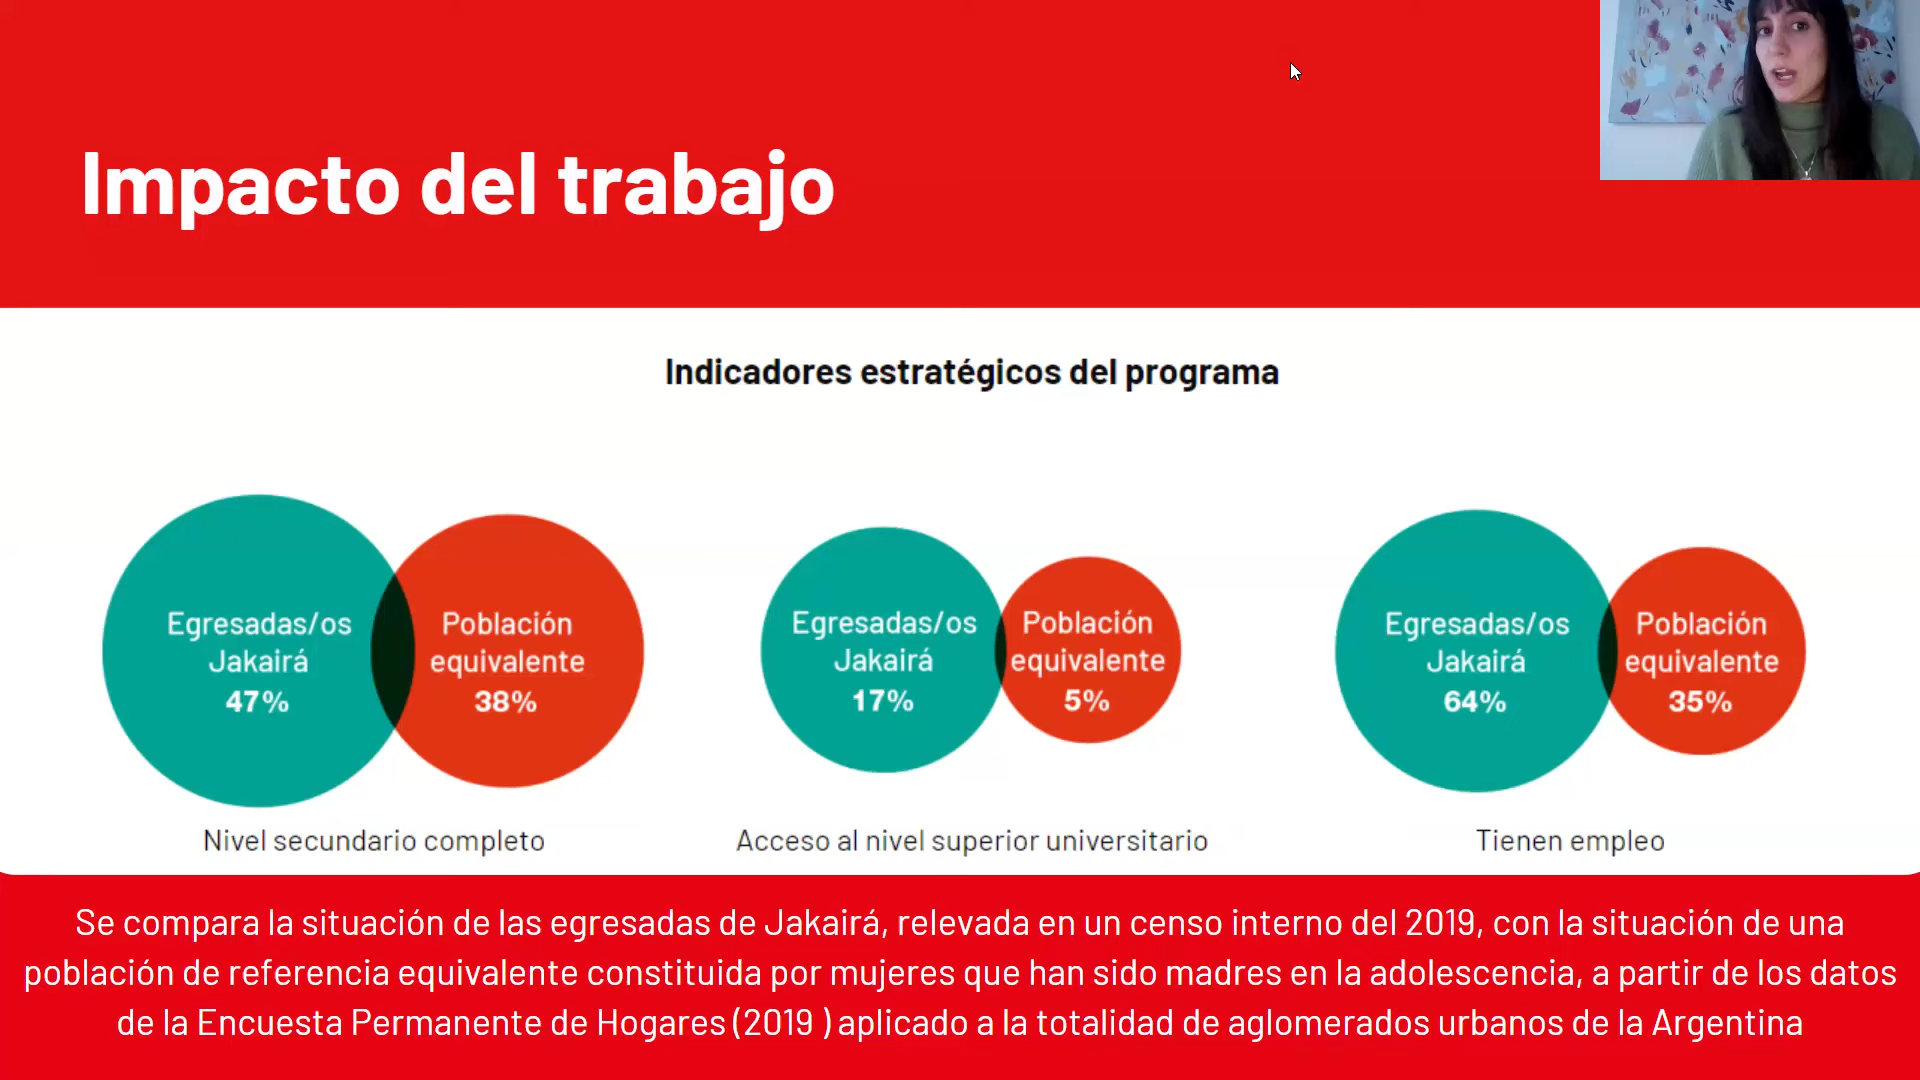 Impacto del trabajo
Indicadores estratégicos del programa
Egresadas/os
Jakairá
47%
Población
equivalente
38%
Nivel secundario completo
Egresadas/os
Jakairá
17%
Población
equivalente
5%
Acceso al nivel superior universitario
Egresadas/os
Jakairá
64%
Población
equivalente
35%
Tienen empleo
Se compara la situación de las egresadas de Jakairá, relevada en un censo interno del 2019, con la situación de una
población de referencia equivalente constituida por mujeres que han sido madres en la adolescencia, a partir de los datos
de la Encuesta Permanente de Hogares (2019 ) aplicado a la totalidad de aglomerados urbanos de la Argentina